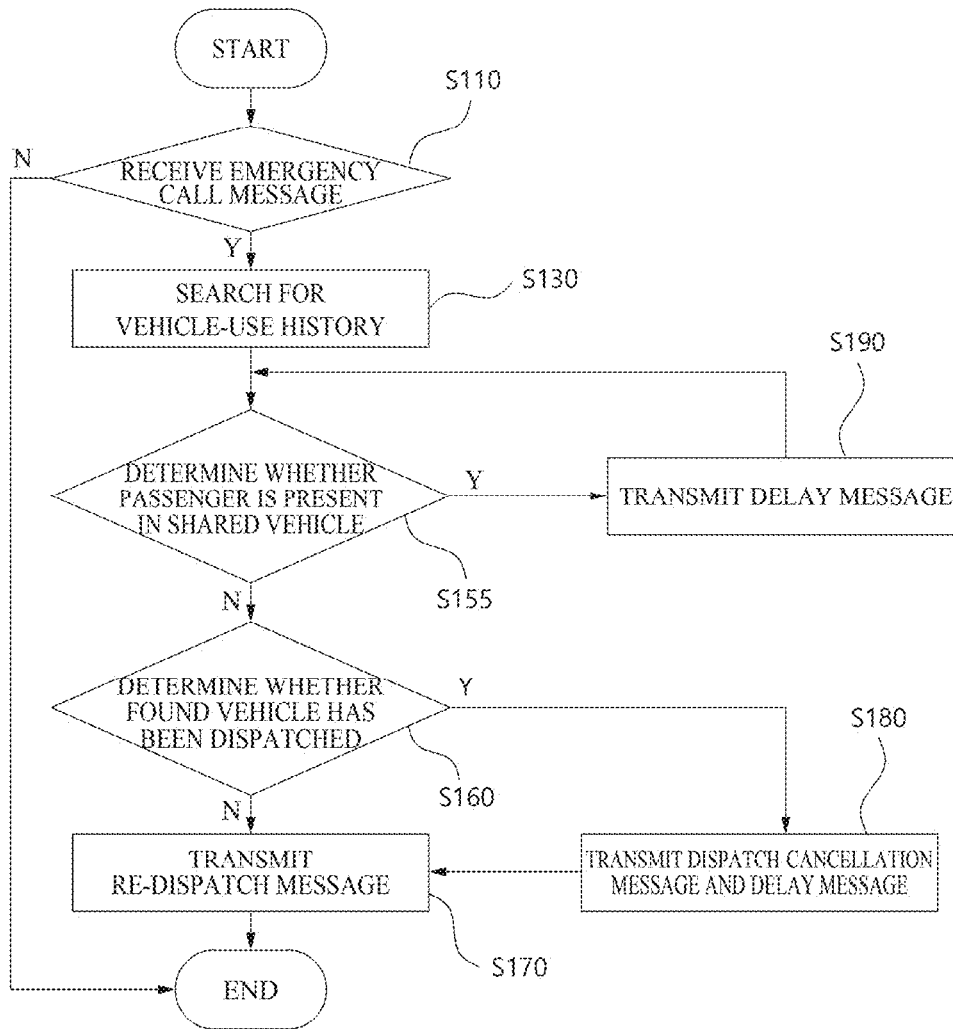 START
S110
N
RECEIVE EMERGENCY
CALL MESSAGE
Y
S130
SEARCH FOR
VEHICLE-USE HISTORY
S190
DETERMINE WHETHER
PASSENGER IS PRESENT
IN SHARED VEHICLE
Y
TRANSMIT DELAY MESSAGE
S155
N
DETERMINE WHETHER
FOUND VEHICLE HAS
BEEN DISPATCHED
Y
S180
S160
N
TRANSMIT
RE-DISPATCH MESSAGE
TRANSMIT DISPATCH CANCELLATION
MESSAGE AND DELAY MESSAGE
S170
END